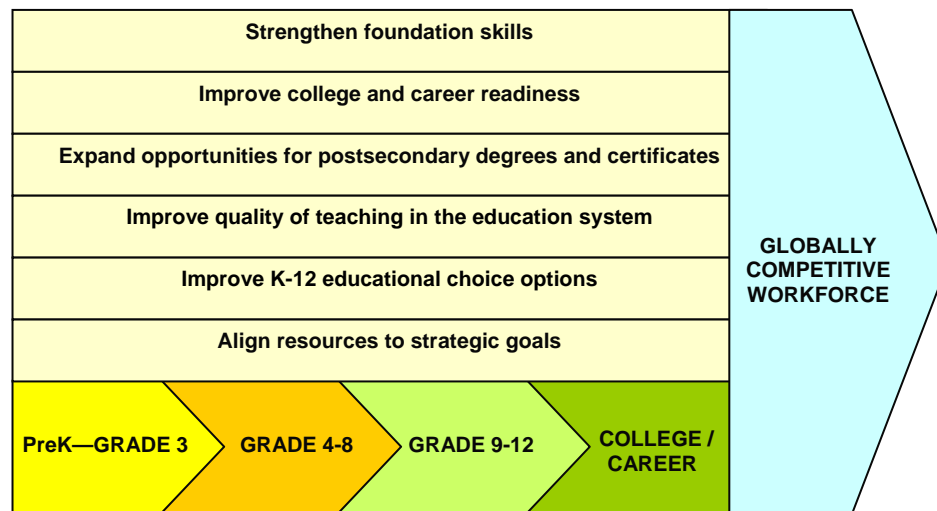 Strengthen foundation skills
Improve college and career readiness
Expand opportunities for postsecondary degrees and certificates
Improve quality of teaching in the education system
Improve K-12 educational choice options
Align resources to strategic goals
GLOBALLY
COMPETITIVE
WORKFORCE
PreK—GRADE 3
GRADE 4-8
GRADE 9-12
COLLEGE /
CAREER